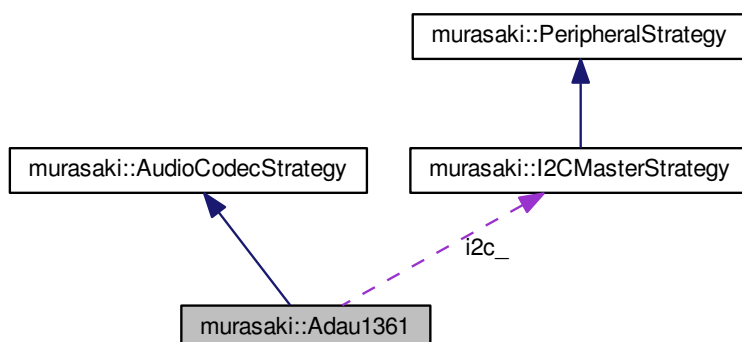 murasaki::PeripheralStrategy
murasaki::AudioCodecStrategy
murasaki::I2CMasterStrategy
i2c_
murasaki::Adau1361